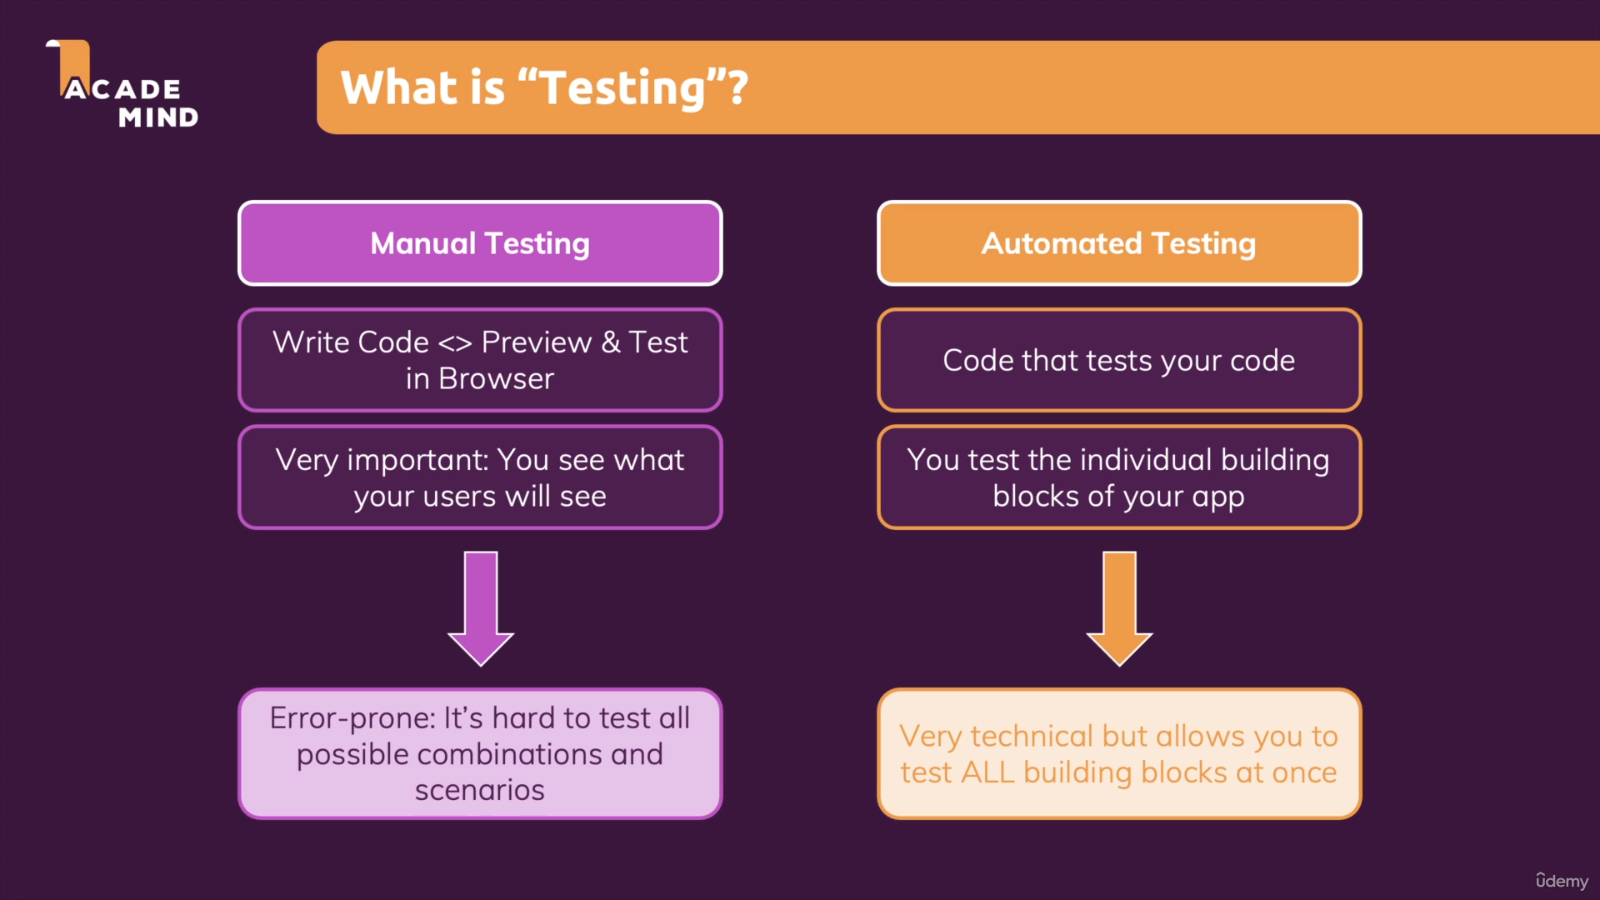 ACADE
MIND
What is “Testing”?
Manual Testing
Write Code <> Preview & Test
in Browser
Very important: You see what
your users will see
Error-prone: It’s hard to test all
possible combinations and
scenarios
Automated Testing
Code that tests your code
You test the individual building
blocks of your app
Very technical but allows you to
test ALL building blocks at once
ûdemy